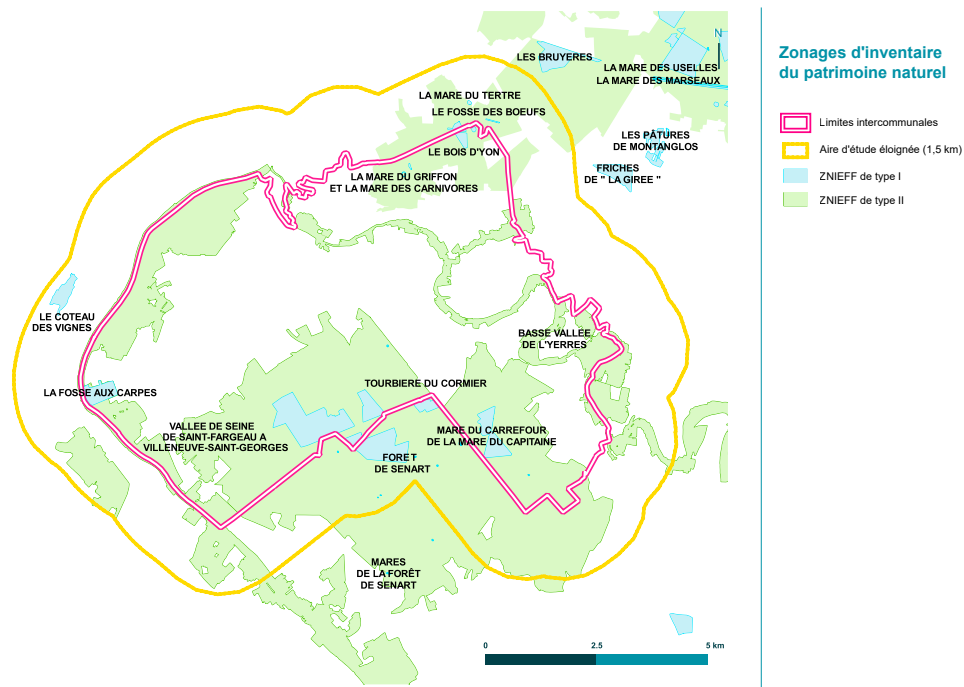 N
LES BRUYERES
LA MARE DES USELLES
LA MARE DES MARSEAUX
LA MARE DU TERTRE
LE FOSSE DES BOEUFS
LES PÂTURES
DE MONTANGLOS
LE BOIS D'YON
FRICHES
DE " LA GIREE "
LA MARE DU GRIFFON
ET LA MARE DES CARNIVORES
LE COTEAU
DES VIGNES
BASSE VALLÉE
DE L'YERRES
LA FOSSE AUX CARPES
TOURBIERE DU CORMIER
VALLEE DE SEINE
DE SAINT-FARGEAU A
VILLENEUVE-SAINT-GEORGES
MARE DU CARREFOUR
DE LA MARE DU CAPITAINE
FORET
DE SENART
MARES
DE LA FORÊT
DE SENART
0 2.5 5 km
Zonages d'inventaire
du patrimoine naturel
Limites intercommunales
Aire d'étude éloignée (1,5 km)
ZNIEFF de type I
ZNIEFF de type II